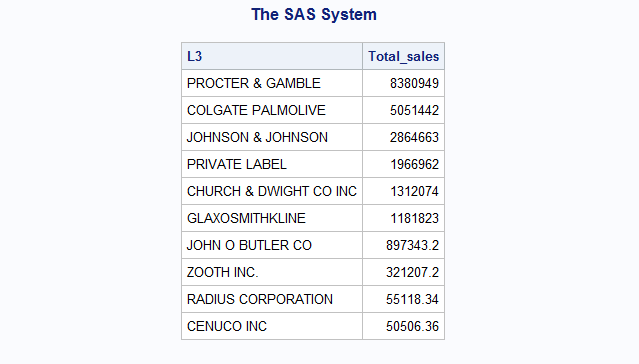 The SAS System
L3 Total_sales
PROCTER & GAMBLE 8380949
COLGATE PALMOLIVE 5051442
JOHNSON & JOHNSON 2864663
PRIVATE LABEL 1966962
CHURCH & DWIGHT CO INC 1312074
GLAXOSMITHKLINE 1181823
JOHN O BUTLER CO 897343.2
ZOOTH INC. 321207.2
RADIUS CORPORATION 55118.34
CENUCO INC 50506.36